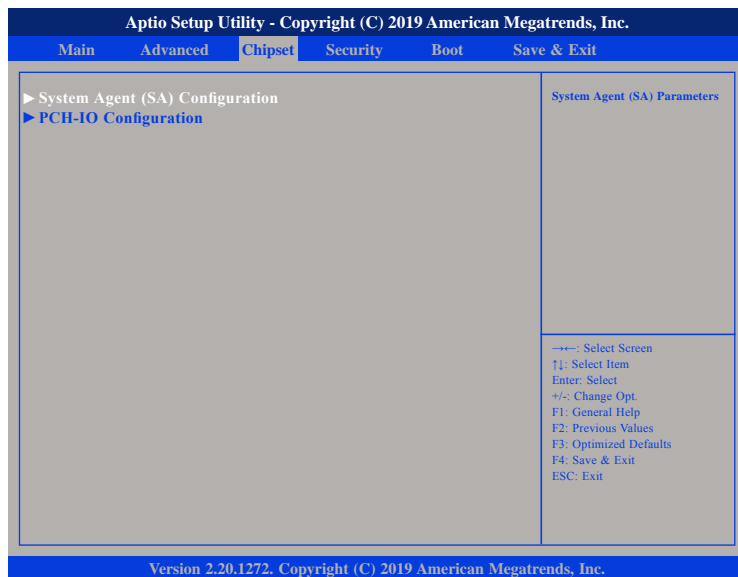 Aptio Setup Utility - Copyright (C) 2019 American Megatrends, Inc.
Main Advanced Chipset Security Boot Save & Exit
►System Agent (SA) Configuration
►PCH-IO Configuration
System Agent (SA) Parameters
→←: Select Screen
↑↓: Select Item
Enter: Select
+/-: Change Opt.
F1: General Help
F2: Previous Values
F3: Optimized Defaults
F4: Save & Exit
ESC: Exit
Version 2.20.1272. Copyright (C) 2019 American Megatrends, Inc.